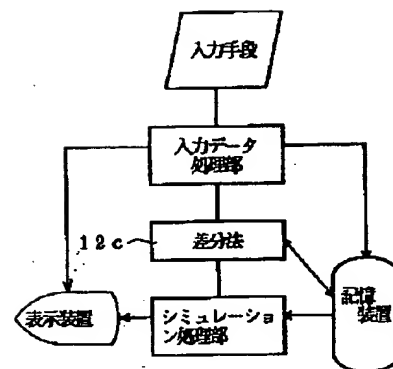 入力手段
入力データ
処理部
12c
差分法
記憶
装置
表示装置
シミュレーショ
ン処理部